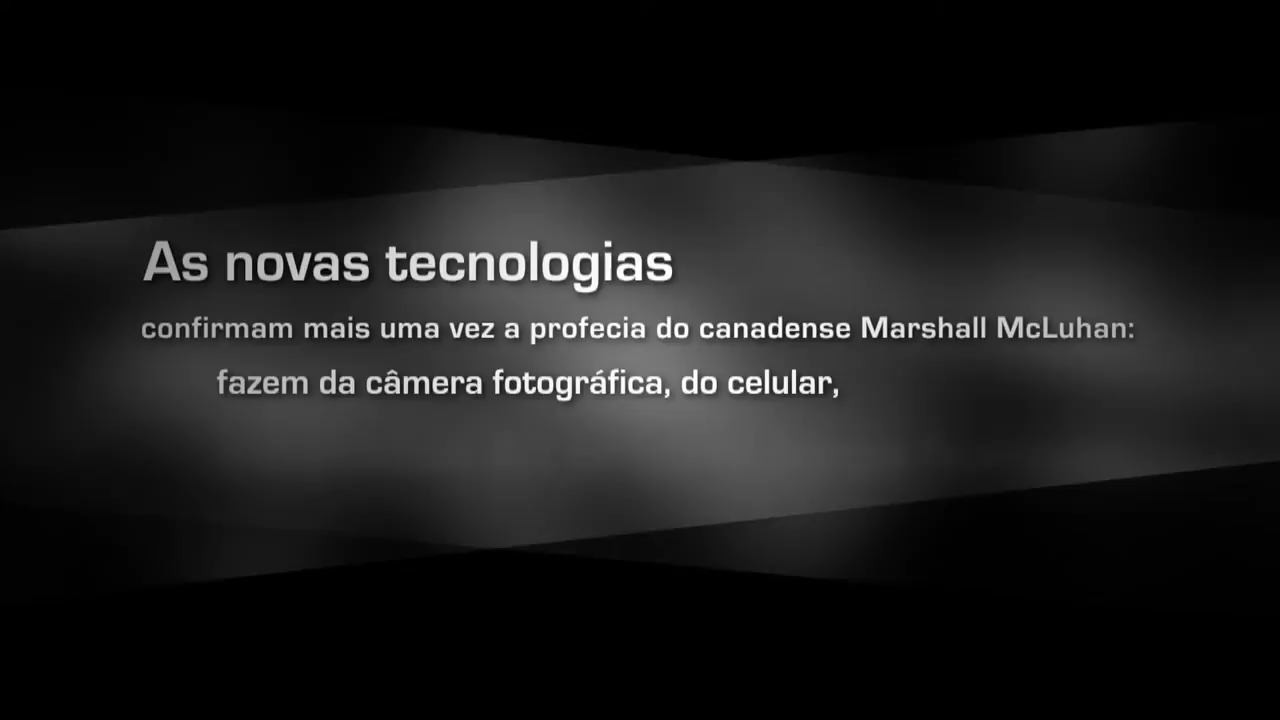 As novas tecnologias
confirmam mais uma vez a profecia do canadense Marshall McLuhan:
fazem da câmera fotográfica, do celular,